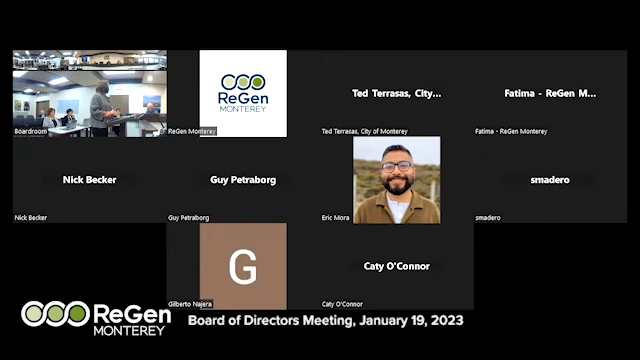 Boardroom
ReGen
MONTEREY
ReGen Monterey
Ted Terrasas, City...
Ted Terrasas, City of Monterey
Fatima - ReGen M...
Fatima - ReGen Monterey
Nick Becker
Nick Becker
Guy Petraborg
Guy Petraborg
Eric Mora
smadero
smadero
G
Gilberto Najera
Caty O'Connor
Caty O'Connor
ReGen
MONTEREY
Board of Directors Meeting, January 19, 2023